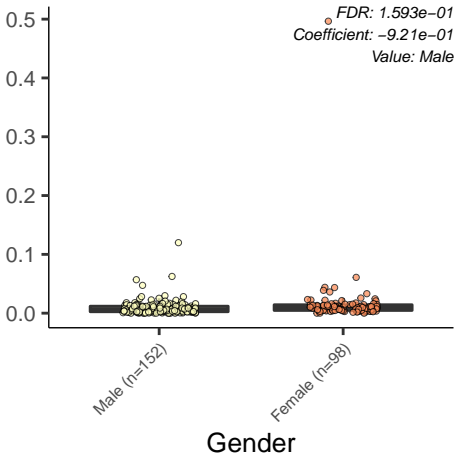 FDR: 1.593e−01
Coefficient: −9.21e−01
Value: Male
0.5
0.4
0.3
0.2
0.1
0.0
Male (n=152)
Female (n=98)
Gender